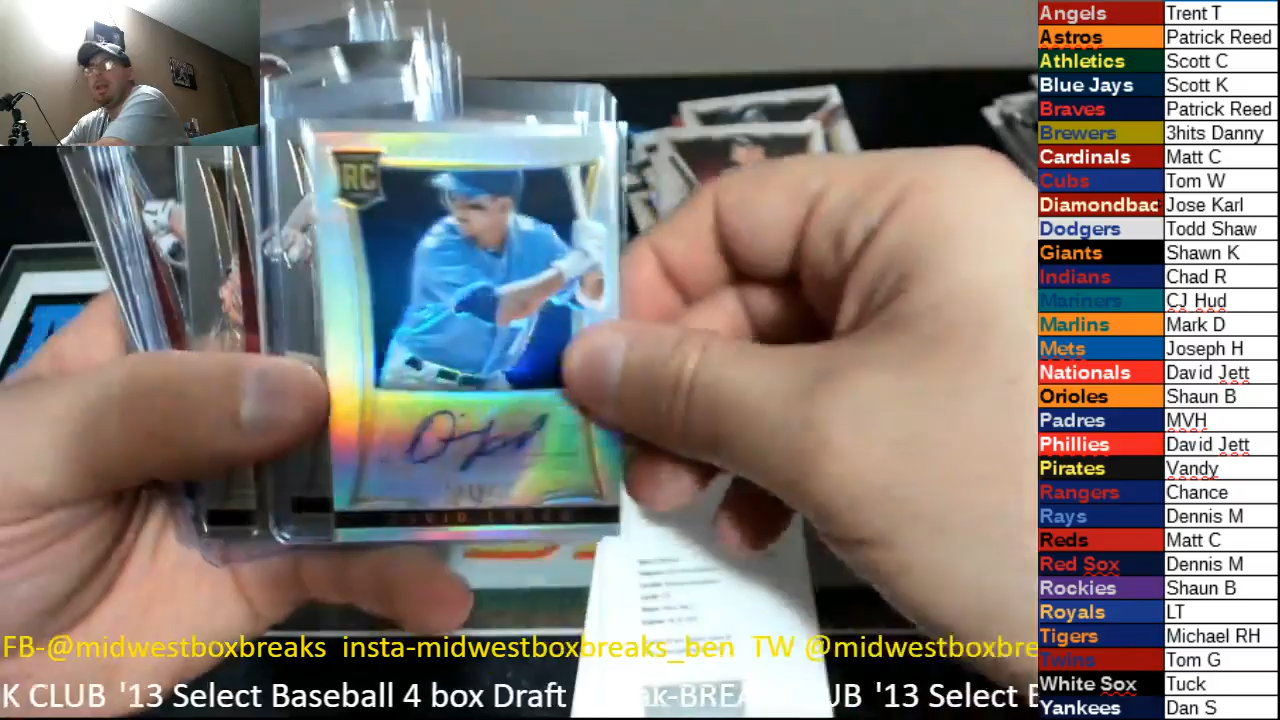 Angels Trent T
Astros Patrick Reed
Athletics Scott C
Blue Jays Scott K
Braves Patrick Reed
Brewers 3hits Danny
Cardinals Matt C
Cubs Tom W
Diamondbac Jose Karl
Dodgers Todd Shaw
Giants Shawn K
Indians Chad R
Mariners CJ Hud
Marlins Mark D
Mets Joseph H
Nationals David Jett
Orioles Shaun B
Padres MVH
Phillies David Jett
Pirates Vandy
Rangers Chance
Rays Dennis M
Reds Matt C
Red Sox Dennis M
Rockies Shaun B
Royals LT
Tigers Michael RH
Twins Tom G
White Sox Tuck
Yankees Dan S
RC
FB-@midwestboxbreaks insta-midwestboxbreaks_ben TW @midwestboxbre
K CLUB '13 Select Baseball 4 box Draft ak-BREA UB '13 Select B